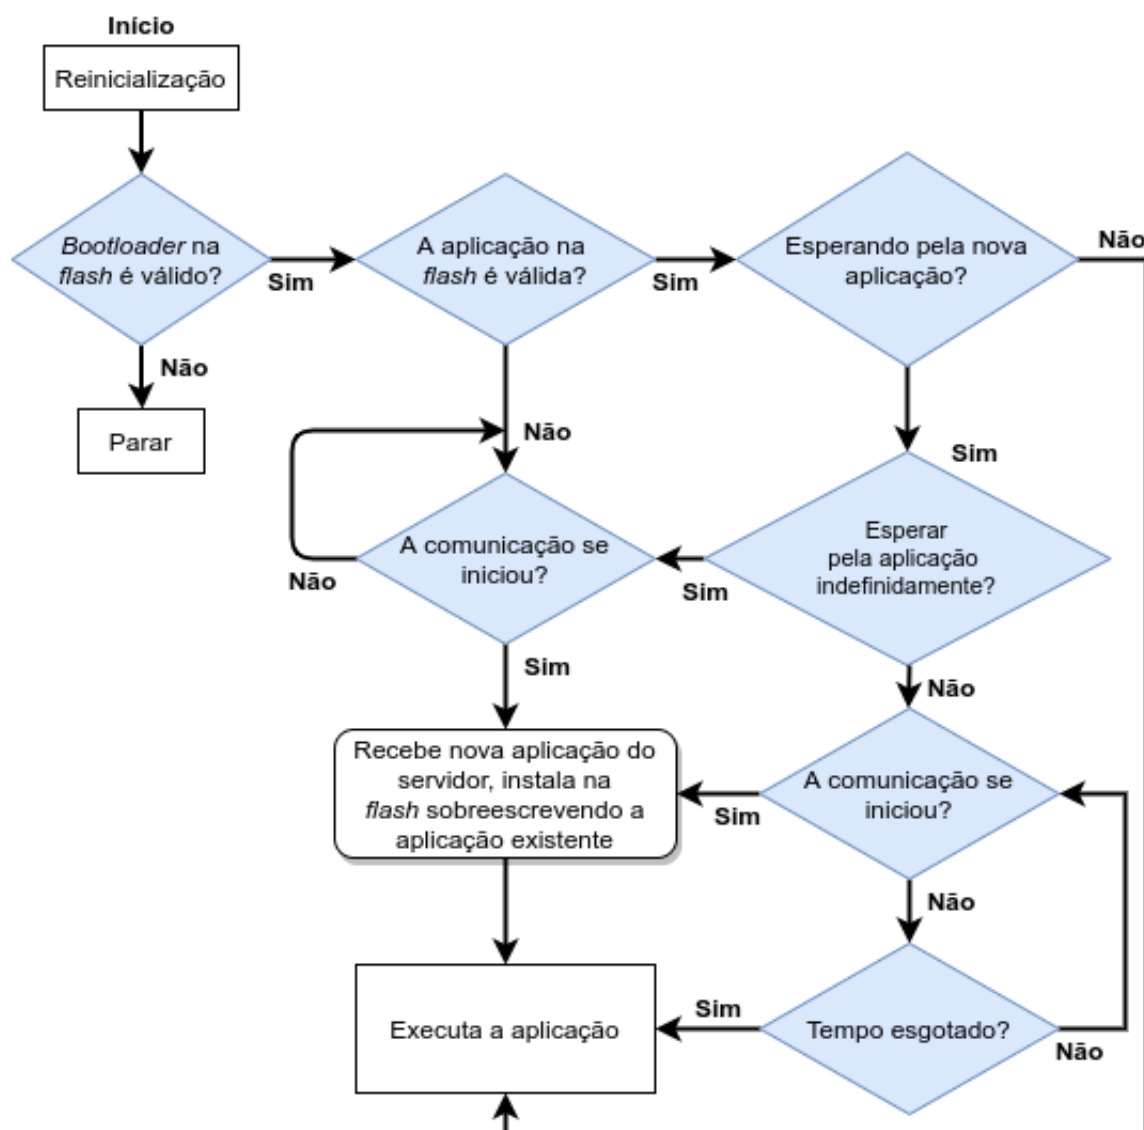 Início
Reinicialização
Bootloader na
flash é válido?
Sim
Não
Parar
A aplicação na
flash é válida?
Sim
Não
Esperando pela nova
aplicação?
Não
Sim
Esperar
pela aplicação
indefinidamente?
Sim
Não
A comunicação se
iniciou?
Não
Sim
Recebe nova aplicação do
servidor, instala na
flash sobreescrevendo a
aplicação existente
A comunicação se
iniciou?
Sim
Não
Tempo esgotado?
Sim
Não
Executa a aplicação